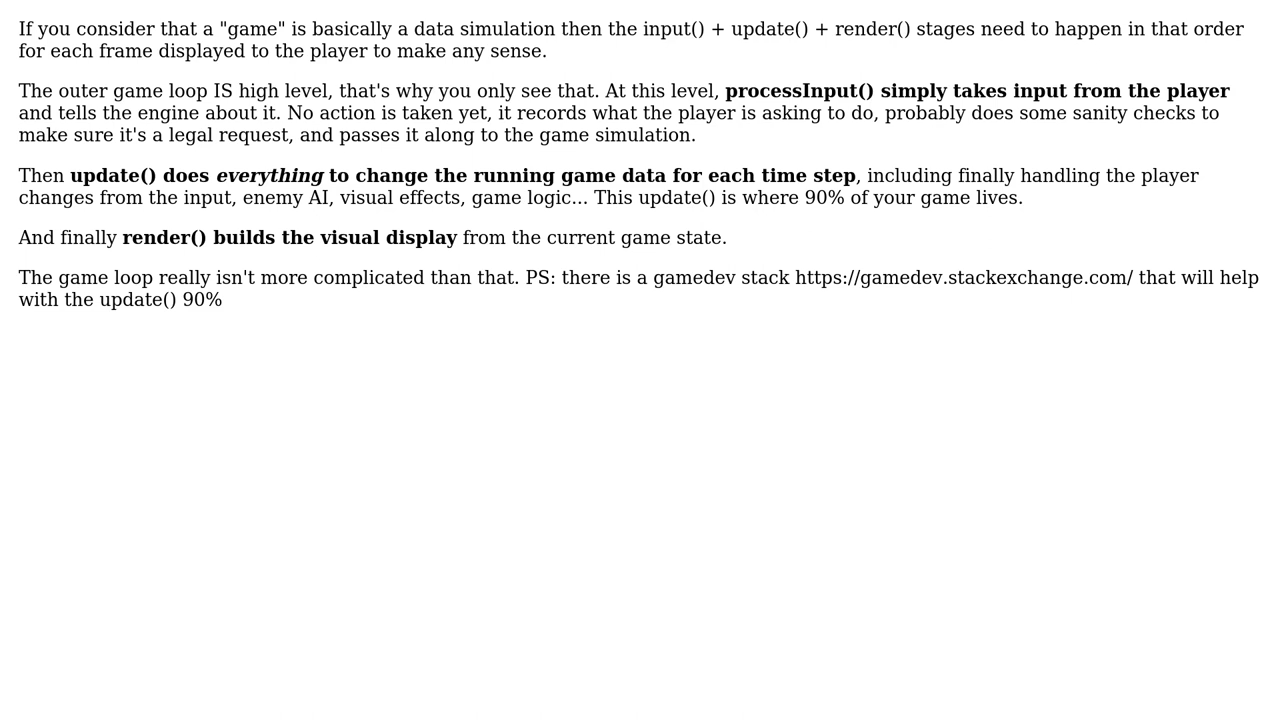 If you consider that a "game" is basically a data simulation then the input() + update() + render() stages need to happen in that order
for each frame displayed to the player to make any sense.
The outer game loop IS high level, that's why you only see that. At this level, processInput() simply takes input from the player
and tells the engine about it. No action is taken yet, it records what the player is asking to do, probably does some sanity checks to
make sure it's a legal request, and passes it along to the game simulation.
Then update() does everything to change the running game data for each time step, including finally handling the player
changes from the input, enemy AI, visual effects, game logic... This update() is where 90% of your game lives.
And finally render() builds the visual display from the current game state.
The game loop really isn't more complicated than that. PS: there is a gamedev stack https://gamedev.stackexchange.com/ that will help
with the update() 90%